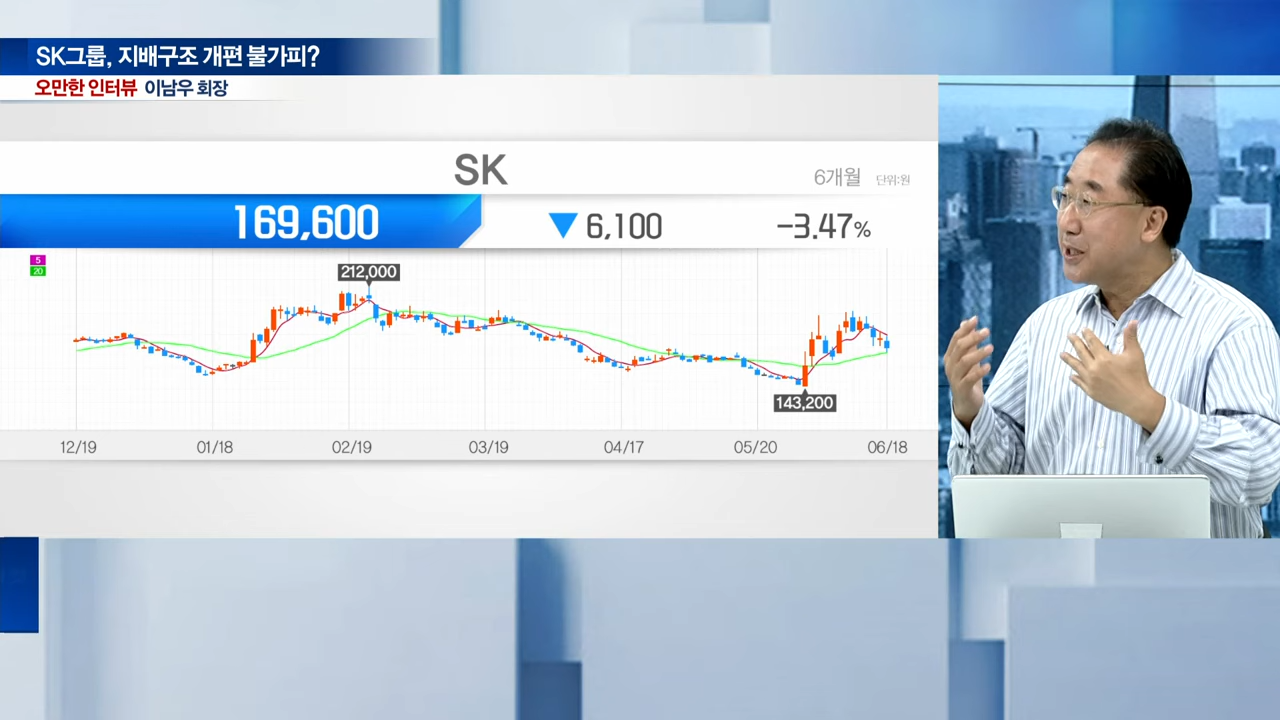 SK그룹, 지배구조 개편 불가피?
오만한 인터뷰 이남우 회장
SK
6개월 단위:원
169,600 ▼ 6,100 -3.47%
5
20
212,000
143,200
12/19 01/18 02/19 03/19 04/17 05/20 06/18